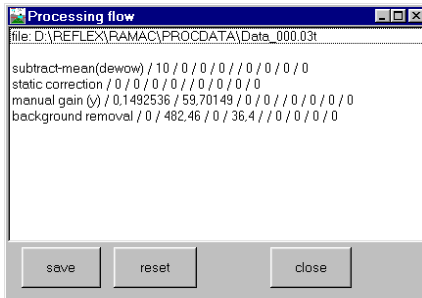 Processing flow
file: D:\REFLEX\RAMAC\PROCDATA\Data_000.03t
subtract-mean(dewow) / 10 / 0 / 0 / 0 / / 0 / 0 / 0 / 0
static correction / 0 / 0 / 0 / 0 / / 0 / 0 / 0 / 0
manual gain (y) / 0,1492536 / 59,70149 / 0 / 0 / / 0 / 0 / 0 / 0
background removal / 0 / 482,46 / 0 / 36,4 / / 0 / 0 / 0 / 0
save reset close